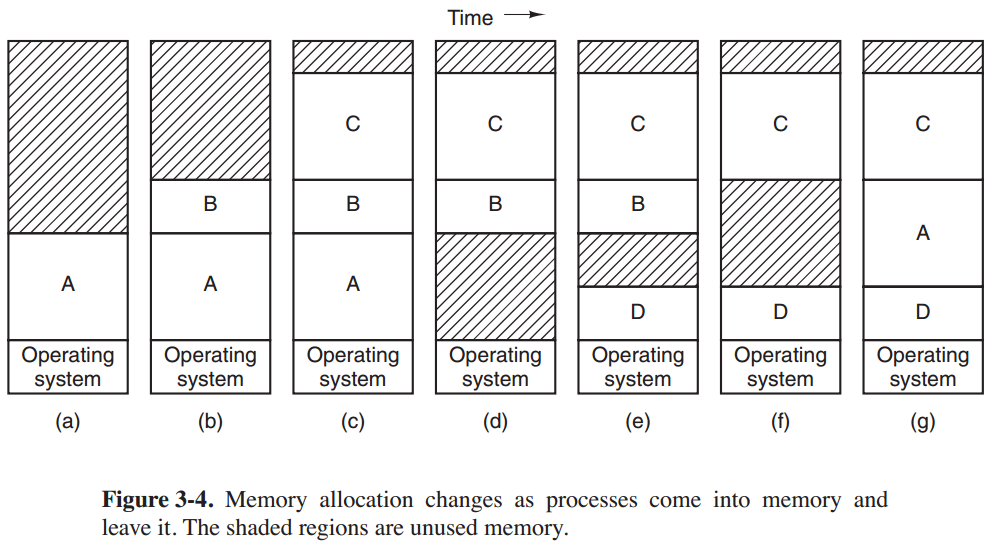 Time
C
C
C
C
C
B
B
B
B
A
A
A
A
D
D
D
Operating
system
Operating
system
Operating
system
Operating
system
Operating
system
Operating
system
Operating
system
(a)
(b)
(c)
(d)
(e)
(f)
(g)
Figure 3-4. Memory allocation changes as processes come into memory and
leave it. The shaded regions are unused memory.